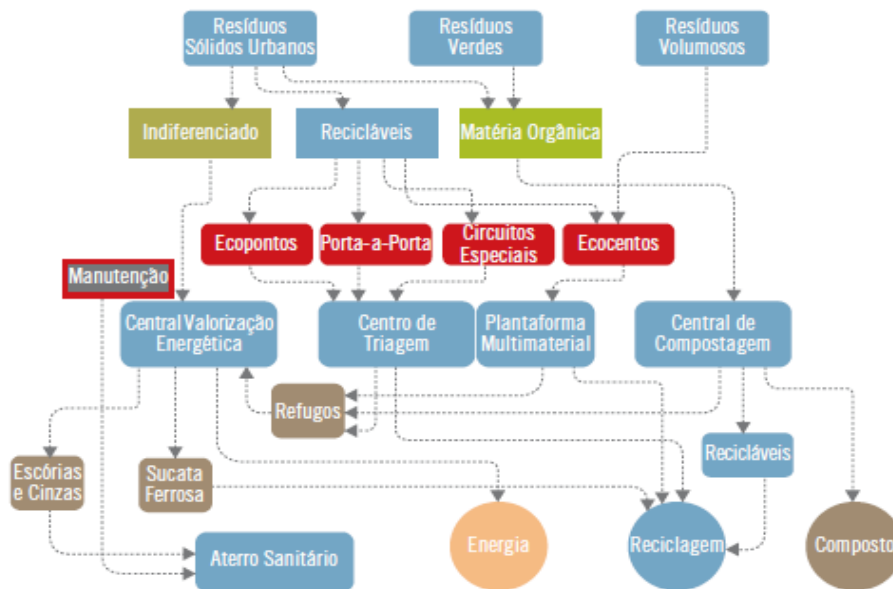 Resíduos
Sólidos Urbanos
Resíduos
Verdes
Resíduos
Volumosos
Indiferenciado
Recicláveis
Matéria Orgânica
Ecopontos
Porta-a-Porta
Circuitos
Especiais
Ecocentos
Manutenção
Central Valorização
Energética
Centro de
Triagem
Plantaforma
Multimaterial
Central de
Compostagem
Refugos
Recicláveis
Escórias
e Cinzas
Sucata
Ferrosa
Aterro Sanitário
Energia
Reciclagem
Composto